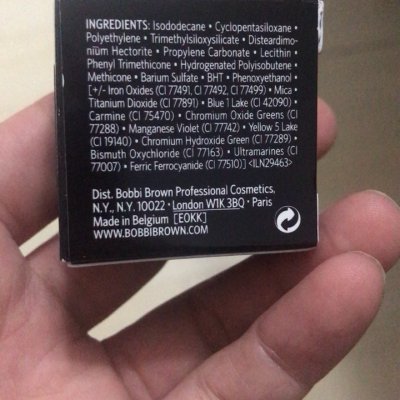 INGREDIENTS: Isododecane • Cyclopentasiloxane •
Polyethylene • Trimethylsiloxysilicate • Disteardimo-
nium Hectorite • Propylene Carbonate • Lecithin •
Phenyl Trimethicone • Hydrogenated Polyisobutene •
Methicone • Barium Sulfate • BHT • Phenoxyethanol •
[+/- Iron Oxides (CI 77491, CI 77492, CI 77499) • Mica •
Titanium Dioxide (CI 77891) • Blue 1 Lake (CI 42090) •
Carmine (CI 75470) • Chromium Oxide Greens (CI
77288) • Manganese Violet (CI 77742) • Yellow 5 Lake
(CI 19140) • Chromium Hydroxide Green (CI 77289) •
Bismuth Oxychloride (CI 77163) • Ultramarines (CI
77007) • Ferric Ferrocyanide (CI 77510)] <ILN29463>
Dist. Bobbi Brown Professional Cosmetics,
N.Y., N.Y. 10022 • London W1K 3BQ • Paris
Made in Belgium [E0KK]
WWW.BOBBIBROWN.COM